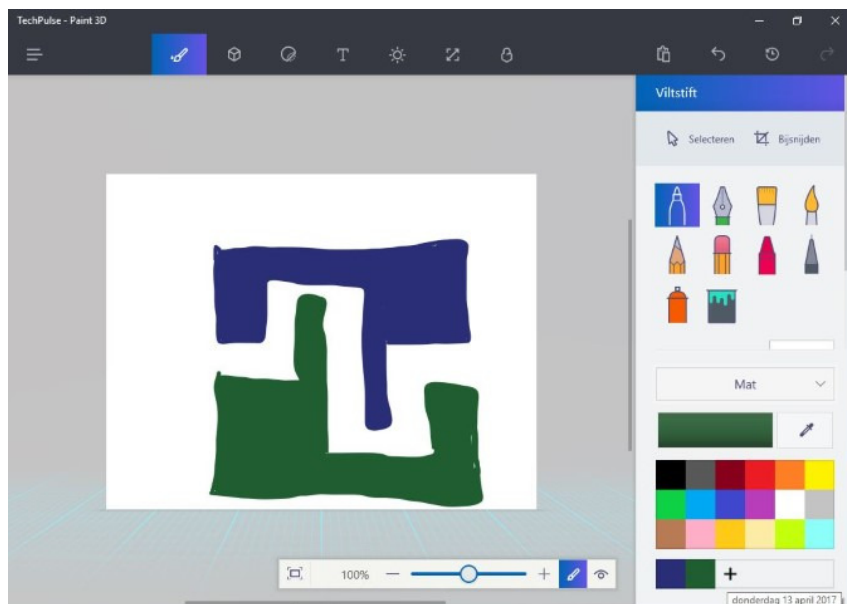 TechPulse - Paint 3D
Viltstift
Selecteren
Bijsnijden
Mat
100%
donderdag 13 april 2017